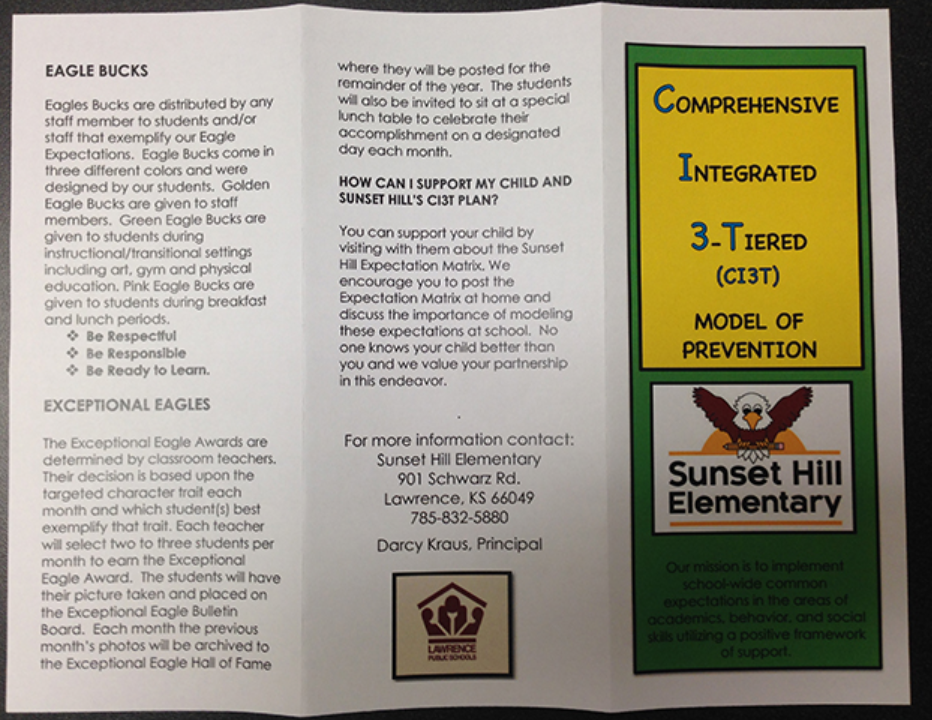 EAGLE BUCKS
Eagles Bucks are distributed by any
staff member to students and/or
staff that exemplify our Eagle
Expectations. Eagle Bucks come in
three different colors and were
designed by our students. Golden
Eagle Bucks are given to staff
members. Green Eagle Bucks are
given to students during
instructional/transitional settings
including art, gym and physical
education. Pink Eagle Bucks are
given to students during breakfast
and lunch periods.
❖ Be Respectful
❖ Be Responsible
❖ Be Ready to Learn.
EXCEPTIONAL EAGLES
The Exceptional Eagle Awards are
determined by classroom teachers.
Their decision is based upon the
targeted character trait each
month and which student(s) best
exemplify that trait. Each teacher
will select two to three students per
month to earn the Exceptional
Eagle Award. The students will have
their picture taken and placed on
the Exceptional Eagle Bulletin
Board. Each month the previous
month's photos will be archived to
the Exceptional Eagle Hall of Fame
where they will be posted for the
remainder of the year. The students
will also be invited to sit at a special
lunch table to celebrate their
accomplishment on a designated
day each month.
HOW CAN I SUPPORT MY CHILD AND
SUNSET HILL'S CI3T PLAN?
You can support your child by
visiting with them about the Sunset
Hill Expectation Matrix. We
encourage you to post the
Expectation Matrix at home and
discuss the importance of modeling
these expectations at school. No
one knows your child better than
you and we value your partnership
in this endeavor.
.
For more information contact:
Sunset Hill Elementary
901 Schwarz Rd.
Lawrence, KS 66049
785-832-5880
Darcy Kraus, Principal
LAWRENCE
PUBLIC SCHOOLS
COMPREHENSIVE
INTEGRATED
3-TIERED
(CI3T)
MODEL OF
PREVENTION
Sunset Hill
Elementary
Our mission is to implement
school-wide common
expectations in the areas of
academics, behavior, and social
skills utilizing a positive framework
of support.